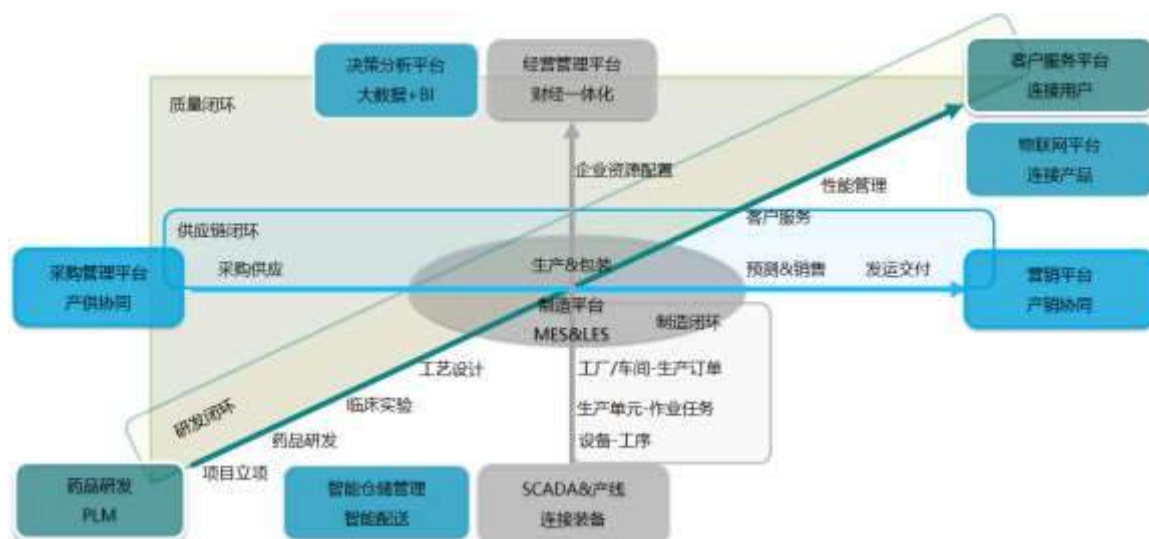 决策分析平台
大数据+BI
经营管理平台
财经一体化
客户服务平台
连接用户
质量闭环
物联网平台
连接产品
企业资源配置
性能管理
客户服务
供应链闭环
采购管理平台
产供协同
采购供应
生产&包装
预测&销售
发运交付
营销平台
产销协同
制造平台
MES&LES
制造闭环
工艺设计
工厂/车间-生产订单
临床实验
生产单元-作业任务
研发闭环
药品研发
设备-工序
项目立项
药品研发
PLM
智能仓储管理
智能配送
SCADA&产线
连接装备